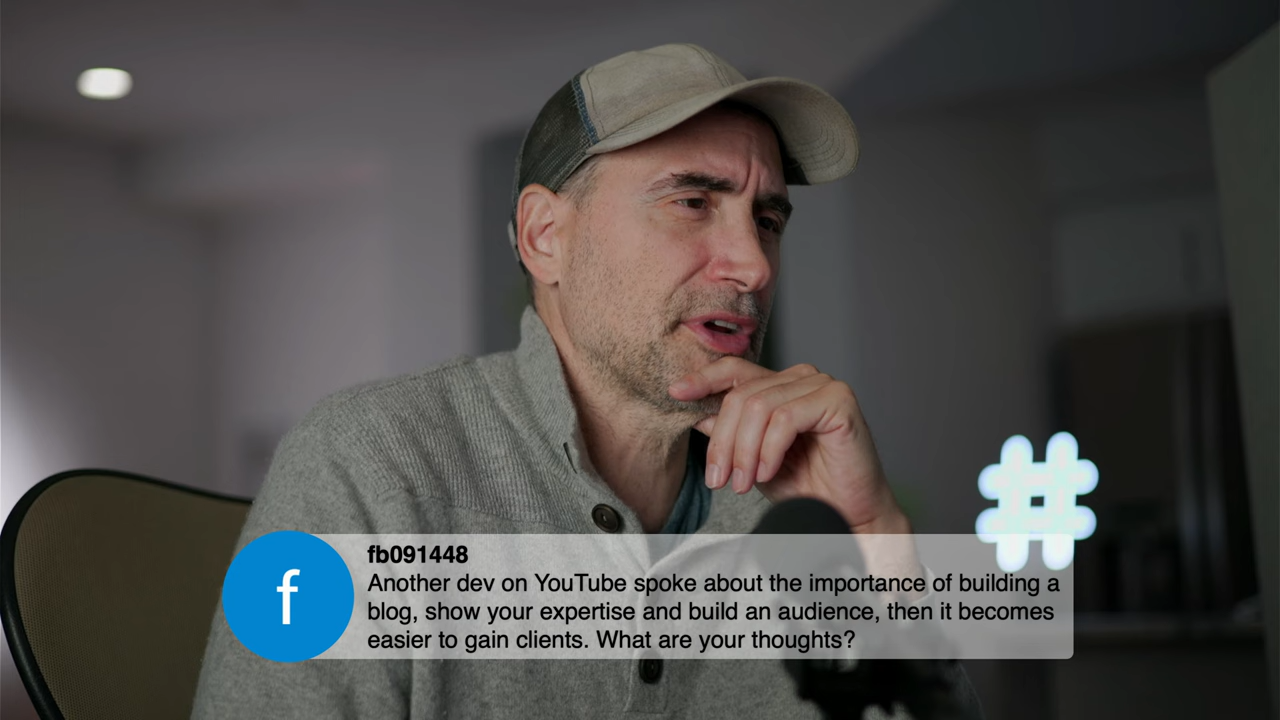 f
fb091448
Another dev on YouTube spoke about the importance of building a
blog, show your expertise and build an audience, then it becomes
easier to gain clients. What are your thoughts?
#